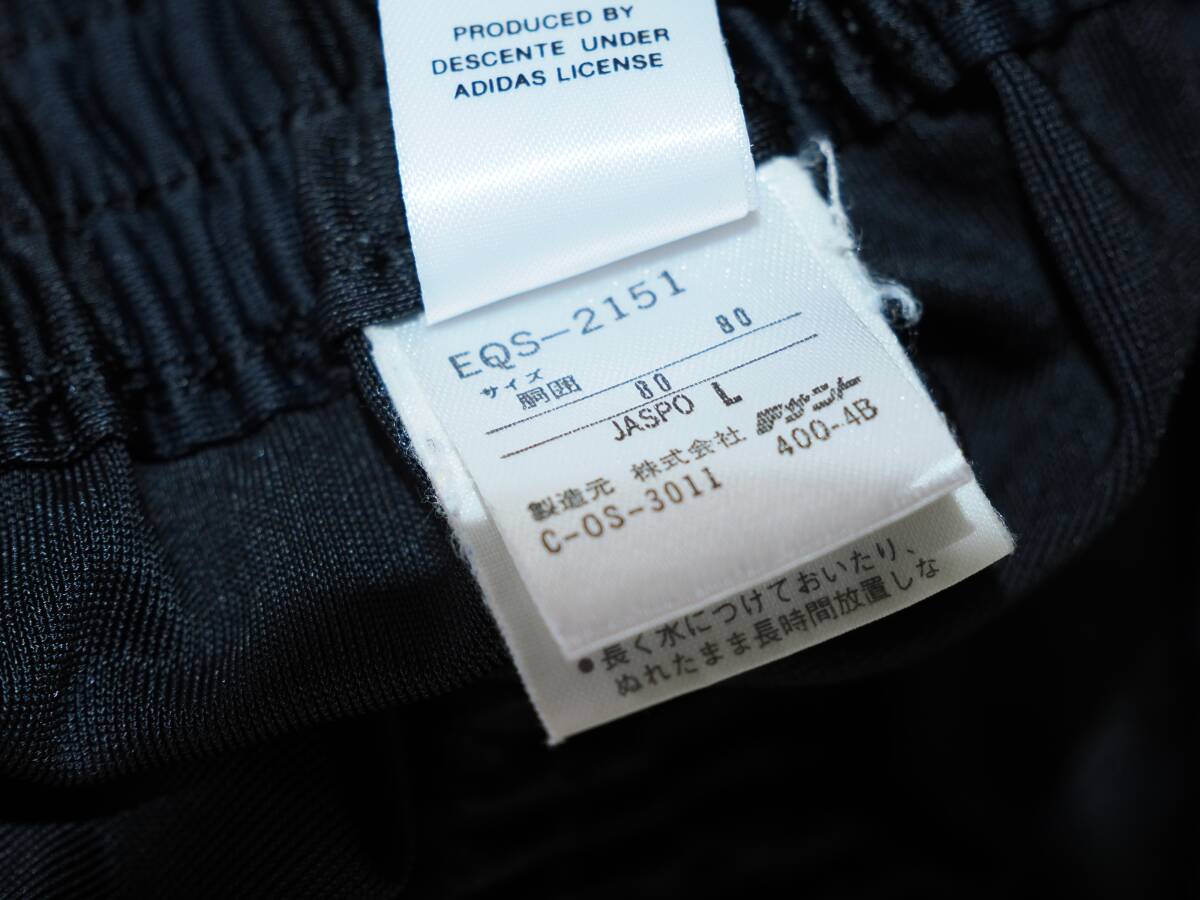 PRODUCED BY
DESCENTE UNDER
ADIDAS LICENSE
EQS-2151
サイズ 80
胴囲 80
JASPO L
製造元 株式会社
C-OS-3011 400-4B
●長く水につけておいたり、
ぬれたまま長時間放置しな